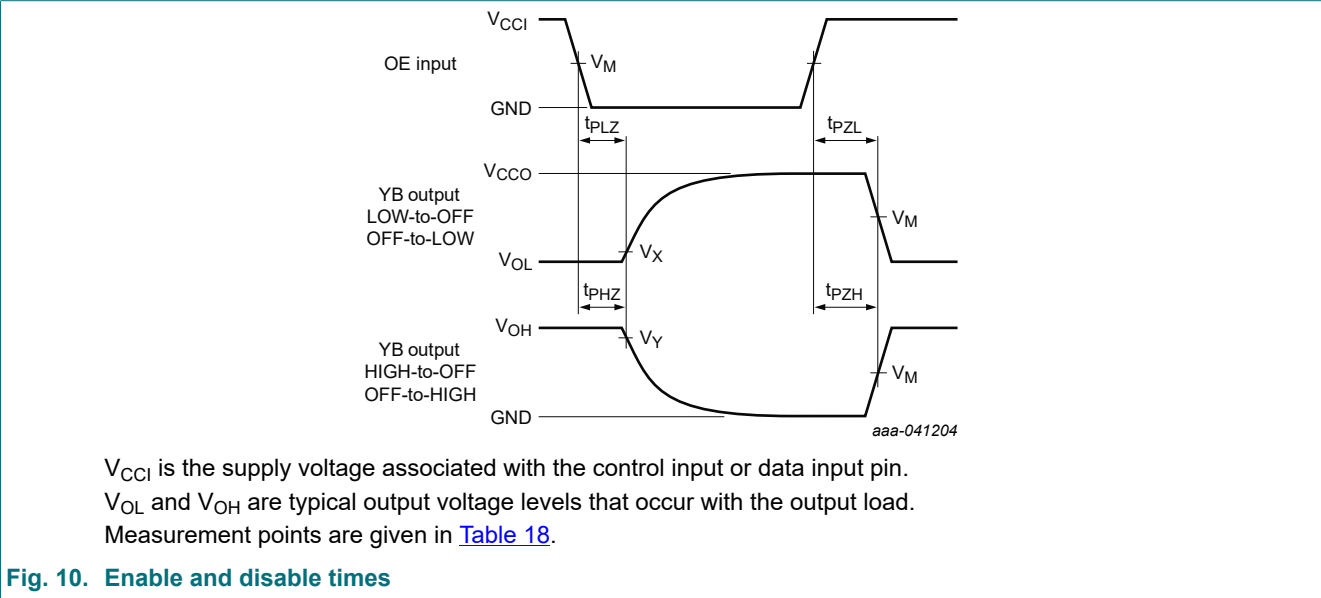 VCCI
OE input
VM
GND
tPLZ
tPZL
VCCO
YB output
LOW-to-OFF
OFF-to-LOW
VM
VX
VOL
tPHZ
tPZH
VOH
VY
YB output
HIGH-to-OFF
OFF-to-HIGH
VM
GND
aaa-041204
VCCI is the supply voltage associated with the control input or data input pin.
VOL and VOH are typical output voltage levels that occur with the output load.
Measurement points are given in Table 18.
Fig. 10. Enable and disable times